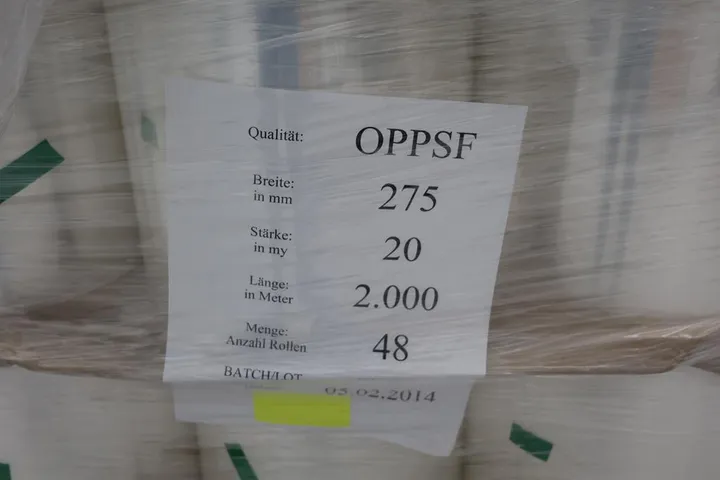 Qualität: OPPSF
Breite: 275
in mm
Stärke: 20
in my
Länge: 2.000
in Meter
Menge: 48
Anzahl Rollen
BATCH/LOT
05.02.2014